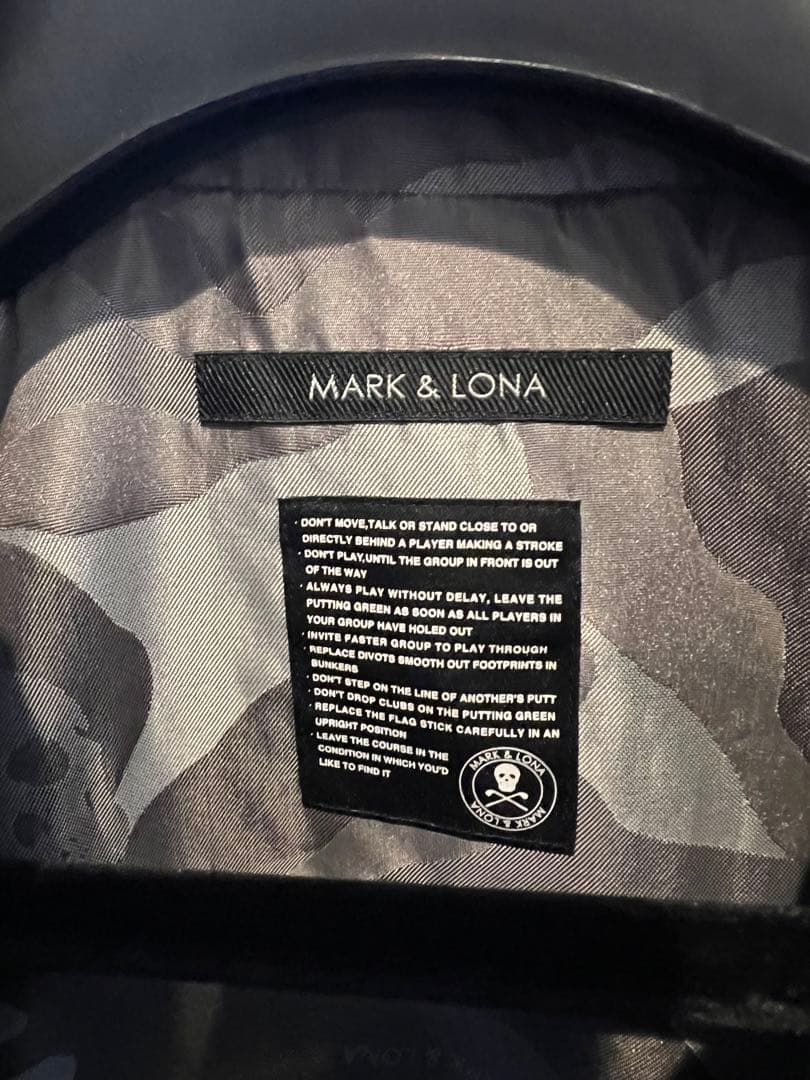 MARK & LONA
· DON'T MOVE,TALK OR STAND CLOSE TO OR
DIRECTLY BEHIND A PLAYER MAKING A STROKE
· DON'T PLAY,UNTIL THE GROUP IN FRONT IS OUT
OF THE WAY
· ALWAYS PLAY WITHOUT DELAY, LEAVE THE
PUTTING GREEN AS SOON AS ALL PLAYERS IN
YOUR GROUP HAVE HOLED OUT
· INVITE FASTER GROUP TO PLAY THROUGH
· REPLACE DIVOTS SMOOTH OUT FOOTPRINTS IN
BUNKERS
· DON'T STEP ON THE LINE OF ANOTHER'S PUTT
· DON'T DROP CLUBS ON THE PUTTING GREEN
· REPLACE THE FLAG STICK CAREFULLY IN AN
UPRIGHT POSITION
· LEAVE THE COURSE IN THE
CONDITION IN WHICH YOU'D
LIKE TO FIND IT
MARK & LONA
MARK & LONA